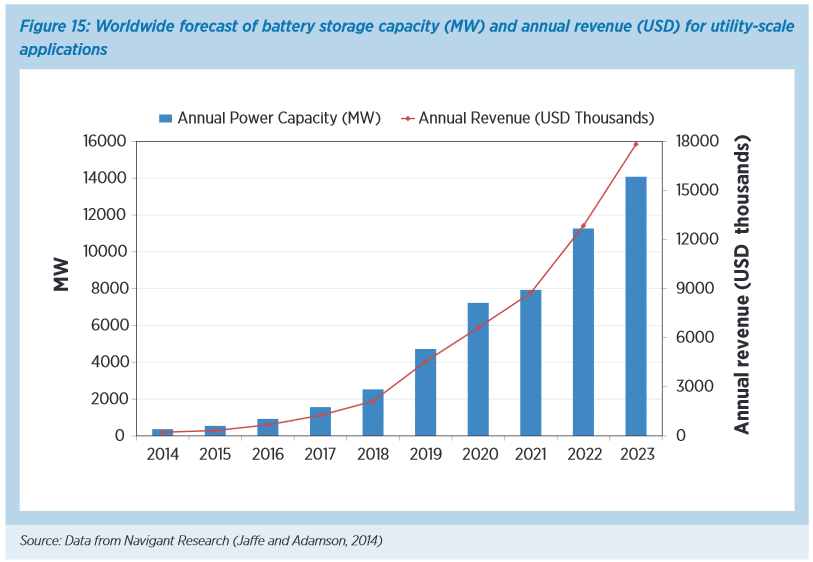 Figure 15: Worldwide forecast of battery storage capacity (MW) and annual revenue (USD) for utility-scale
applications
Annual Power Capacity (MW) Annual Revenue (USD Thousands)
16000
14000
12000
10000
8000
6000
4000
2000
0
MW
18000
15000
12000
9000
6000
3000
0
Annual revenue (USD thousands)
2014 2015 2016 2017 2018 2019 2020 2021 2022 2023
Source: Data from Navigant Research (Jaffe and Adamson, 2014)